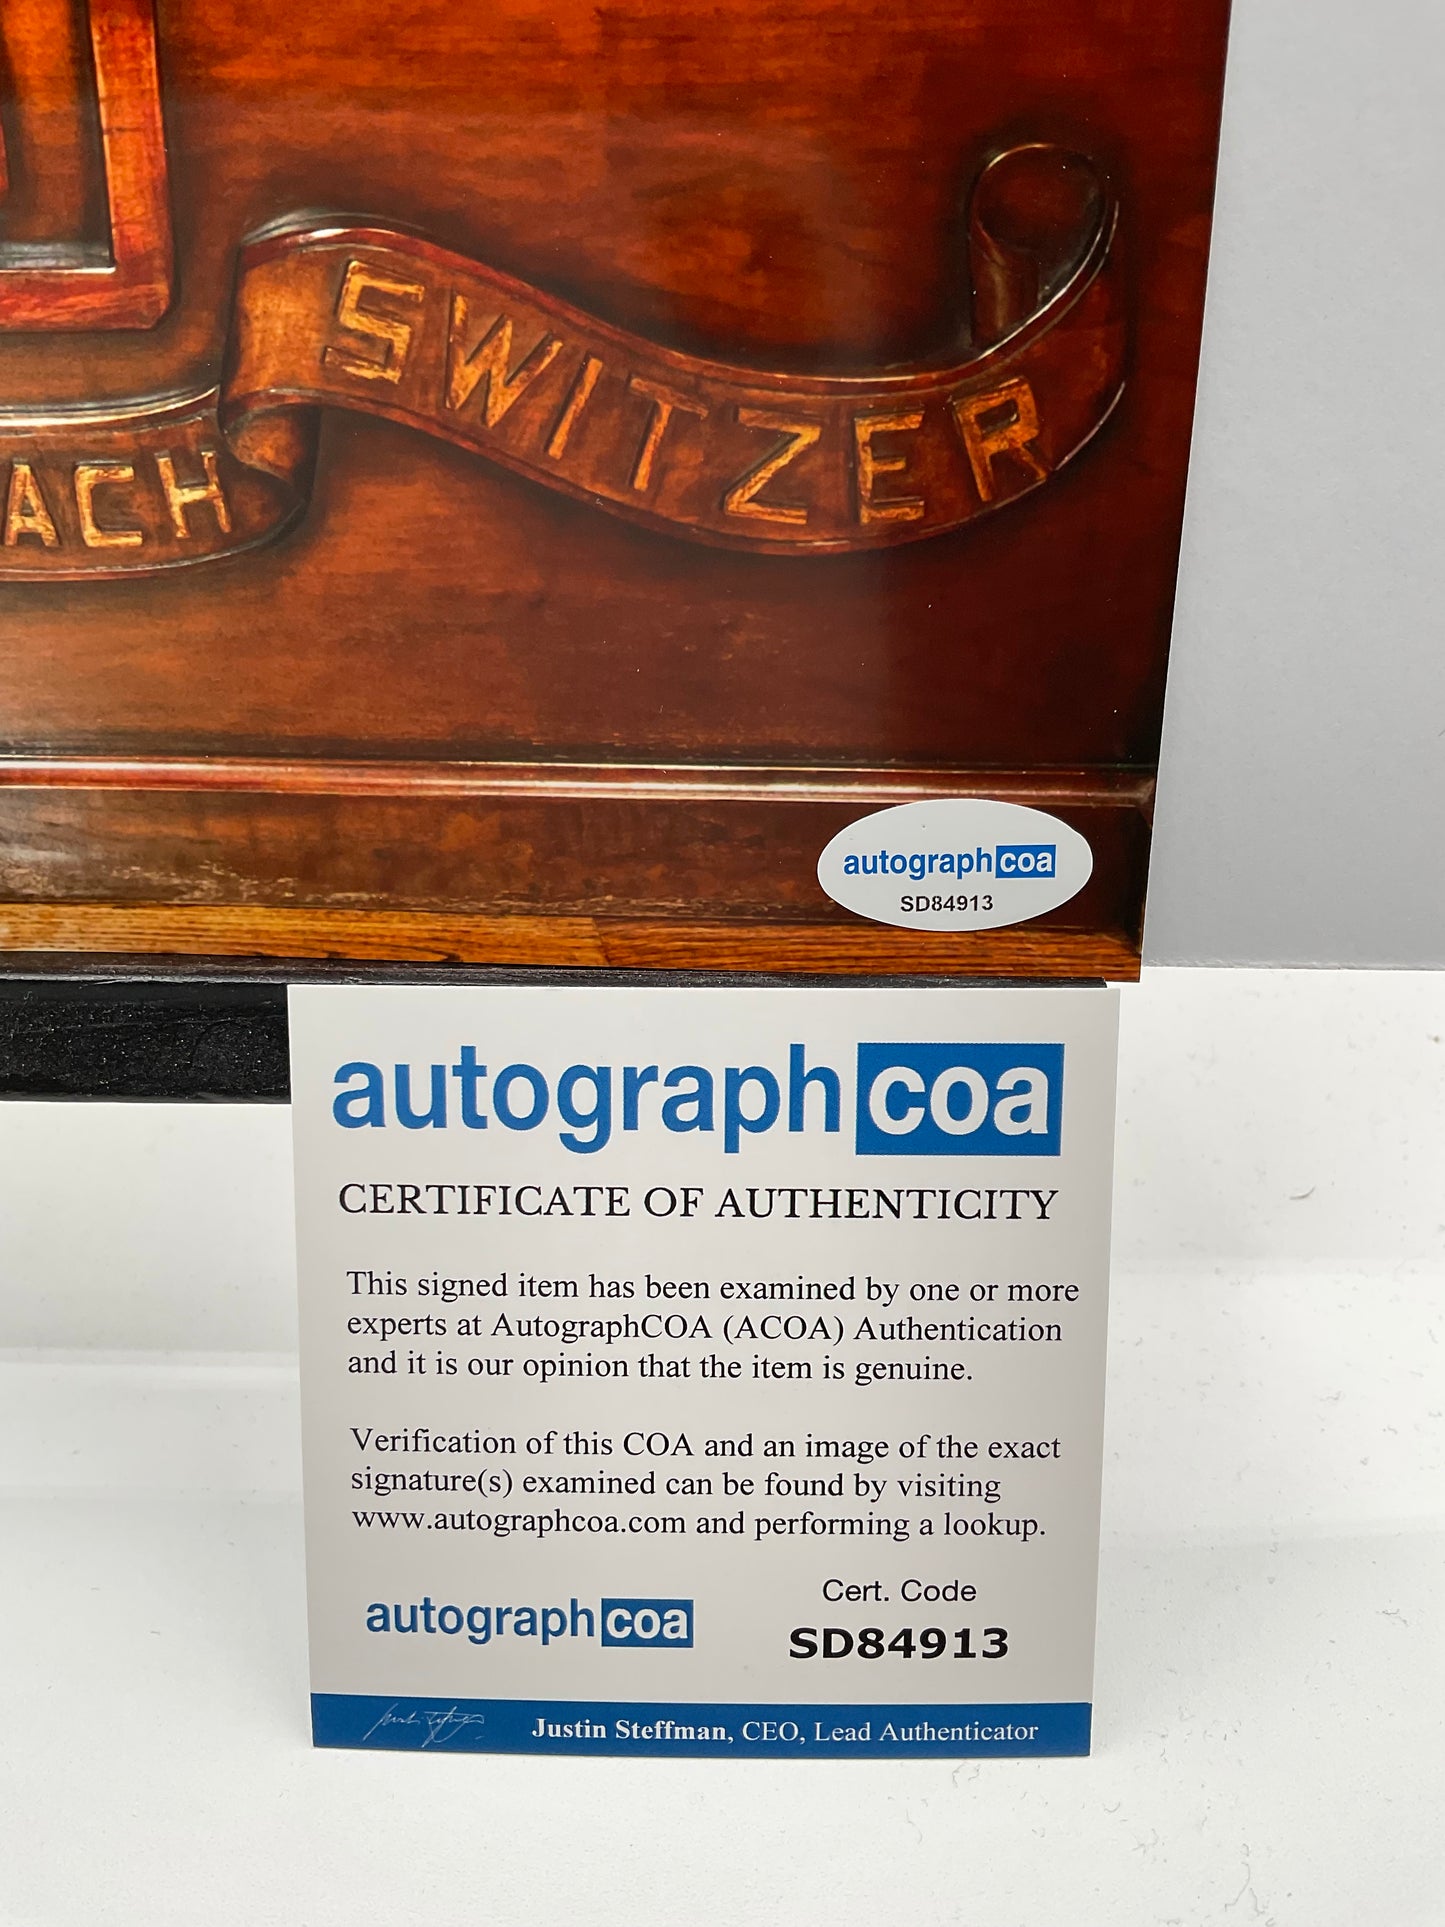 SWITZER
ACH
autographcoa
SD84913
autographcoa
CERTIFICATE OF AUTHENTICITY
This signed item has been examined by one or more
experts at AutographCOA (ACOA) Authentication
and it is our opinion that the item is genuine.
Verification of this COA and an image of the exact
signature(s) examined can be found by visiting
www.autographcoa.com and performing a lookup.
Cert. Code
autographcoa
SD84913
Justin Steffman, CEO, Lead Authenticator